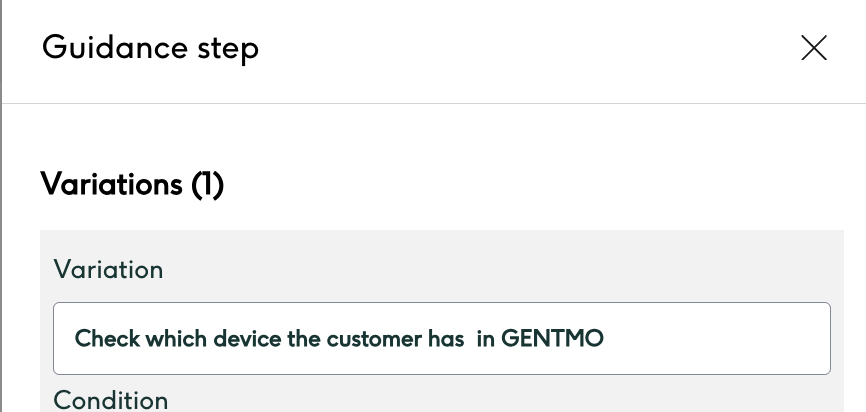 Guidance step
Variations (1)
Variation
Check which device the customer has  in GENTMO
Condition